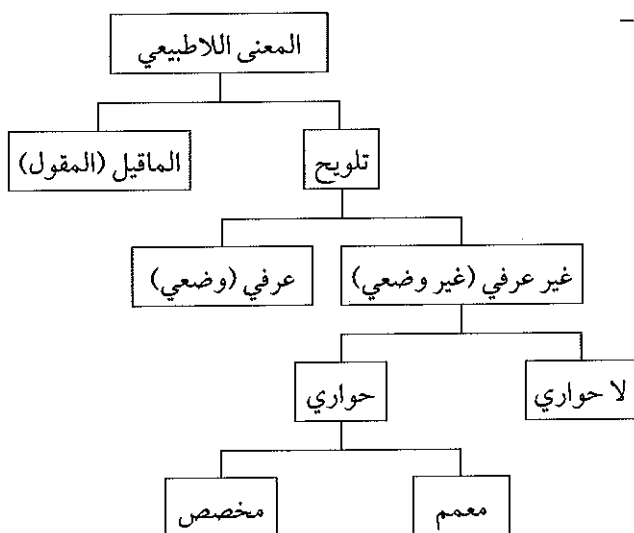 المعنى اللاطبيعي
تلويح
الماقيل (المقول)
غير عرفي (غير وضعي)
عرفي (وضعي)
لا حواري
حواري
معمم
مخصص